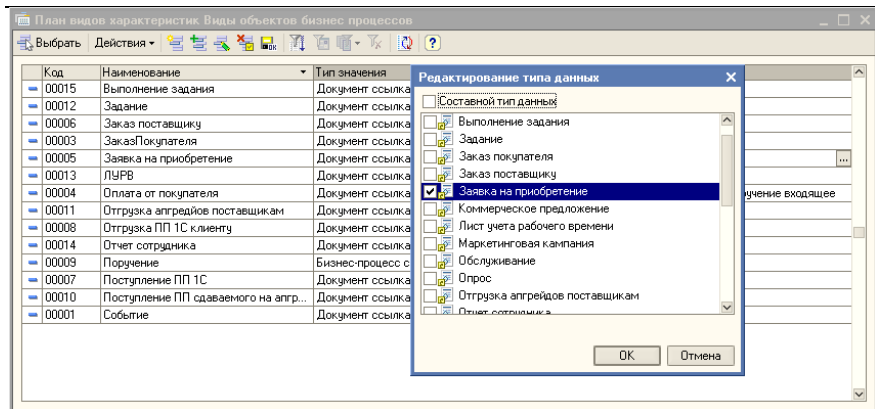 План видов характеристик Виды объектов бизнес процессов
Выбрать Действия
Код Наименование Тип значения
00015 Выполнение задания Документ ссылка
00012 Задание Документ ссылка
00006 Заказ поставщику Документ ссылка
00003 ЗаказПокупателя Документ ссылка
00005 Заявка на приобретение Документ ссылка ...
00013 ЛУРВ Документ ссылка
00004 Оплата от покупателя Документ ссылка учение входящее
00011 Отгрузка апгредйов поставщикам Документ ссылка
00008 Отгрузка ПП 1С клиенту Документ ссылка
00014 Отчет сотрудника Документ ссылка
00009 Поручение Бизнес-процесс с
00007 Поступление ПП 1С Документ ссылка
00010 Поступление ПП сдаваемого на апгр... Документ ссылка
00001 Событие Документ ссылка
Редактирование типа данных
Составной тип данных
Выполнение задания
Задание
Заказ покупателя
Заказ поставщику
Заявка на приобретение
Коммерческое предложение
Лист учета рабочего времени
Маркетинговая кампания
Обслуживание
Опрос
Отгрузка апгрейдов поставщикам
Отчет сотрудника
OK Отмена